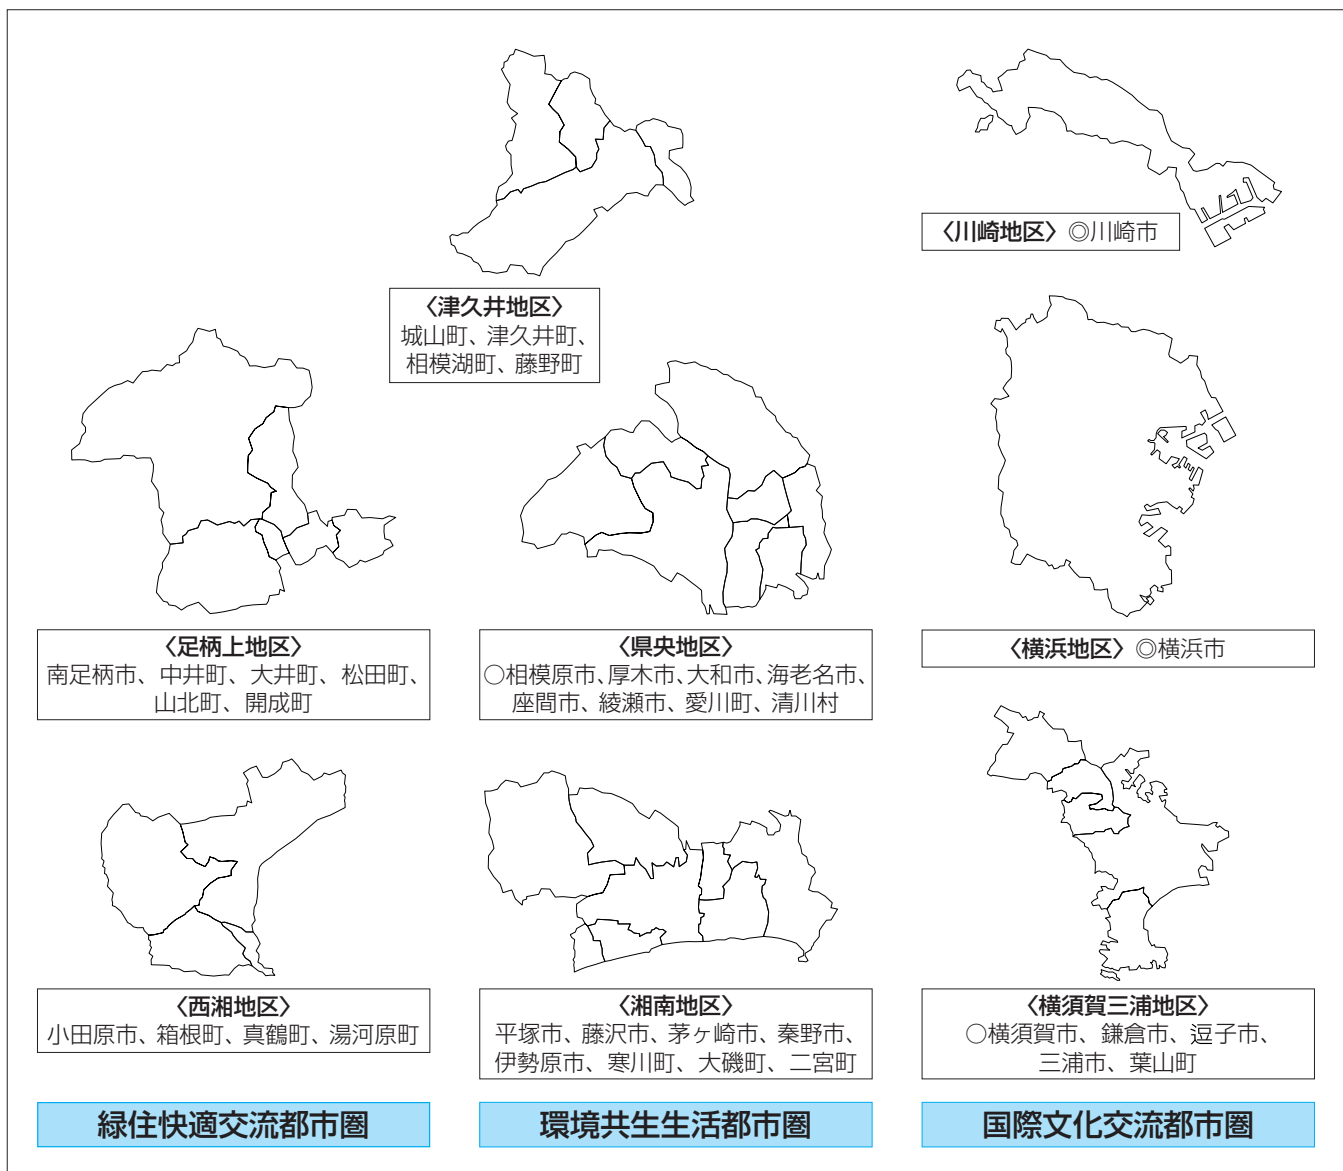 〈津久井地区〉
城山町、津久井町、
相模湖町、藤野町
〈川崎地区〉◎川崎市
〈足柄上地区〉
南足柄市、中井町、大井町、松田町、
山北町、開成町
〈県央地区〉
○相模原市、厚木市、大和市、海老名市、
座間市、綾瀬市、愛川町、清川村
〈横浜地区〉◎横浜市
〈西湘地区〉
小田原市、箱根町、真鶴町、湯河原町
〈湘南地区〉
平塚市、藤沢市、茅ヶ崎市、秦野市、
伊勢原市、寒川町、大磯町、二宮町
〈横須賀三浦地区〉
○横須賀市、鎌倉市、逗子市、
三浦市、葉山町
緑住快適交流都市圏
環境共生生活都市圏
国際文化交流都市圏